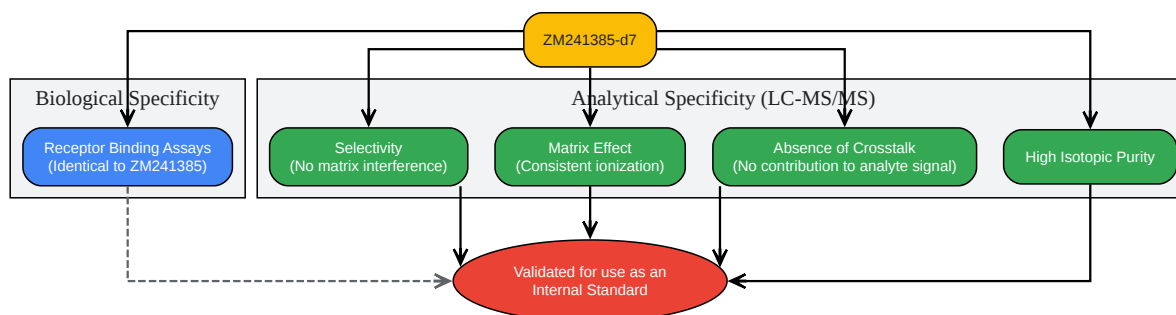 ZM241385-d7
Biological Specificity
Analytical Specificity (LC-MS/MS)
Receptor Binding Assays
(Identical to ZM241385)
Selectivity
(No matrix interference)
Matrix Effect
(Consistent ionization)
Absence of Crosstalk
(No contribution to analyte signal)
High Isotopic Purity
Validated for use as an
Internal Standard